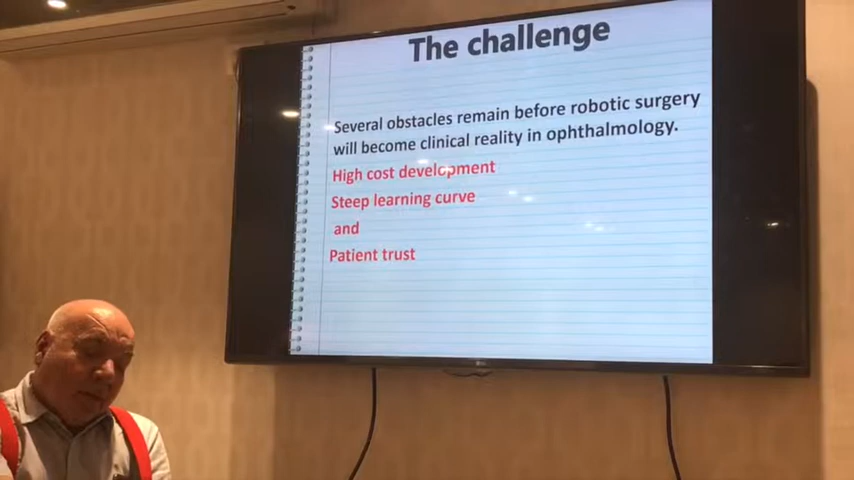 The challenge
Several obstacles remain before robotic surgery
will become clinical reality in ophthalmology.
High cost development
Steep learning curve
and
Patient trust